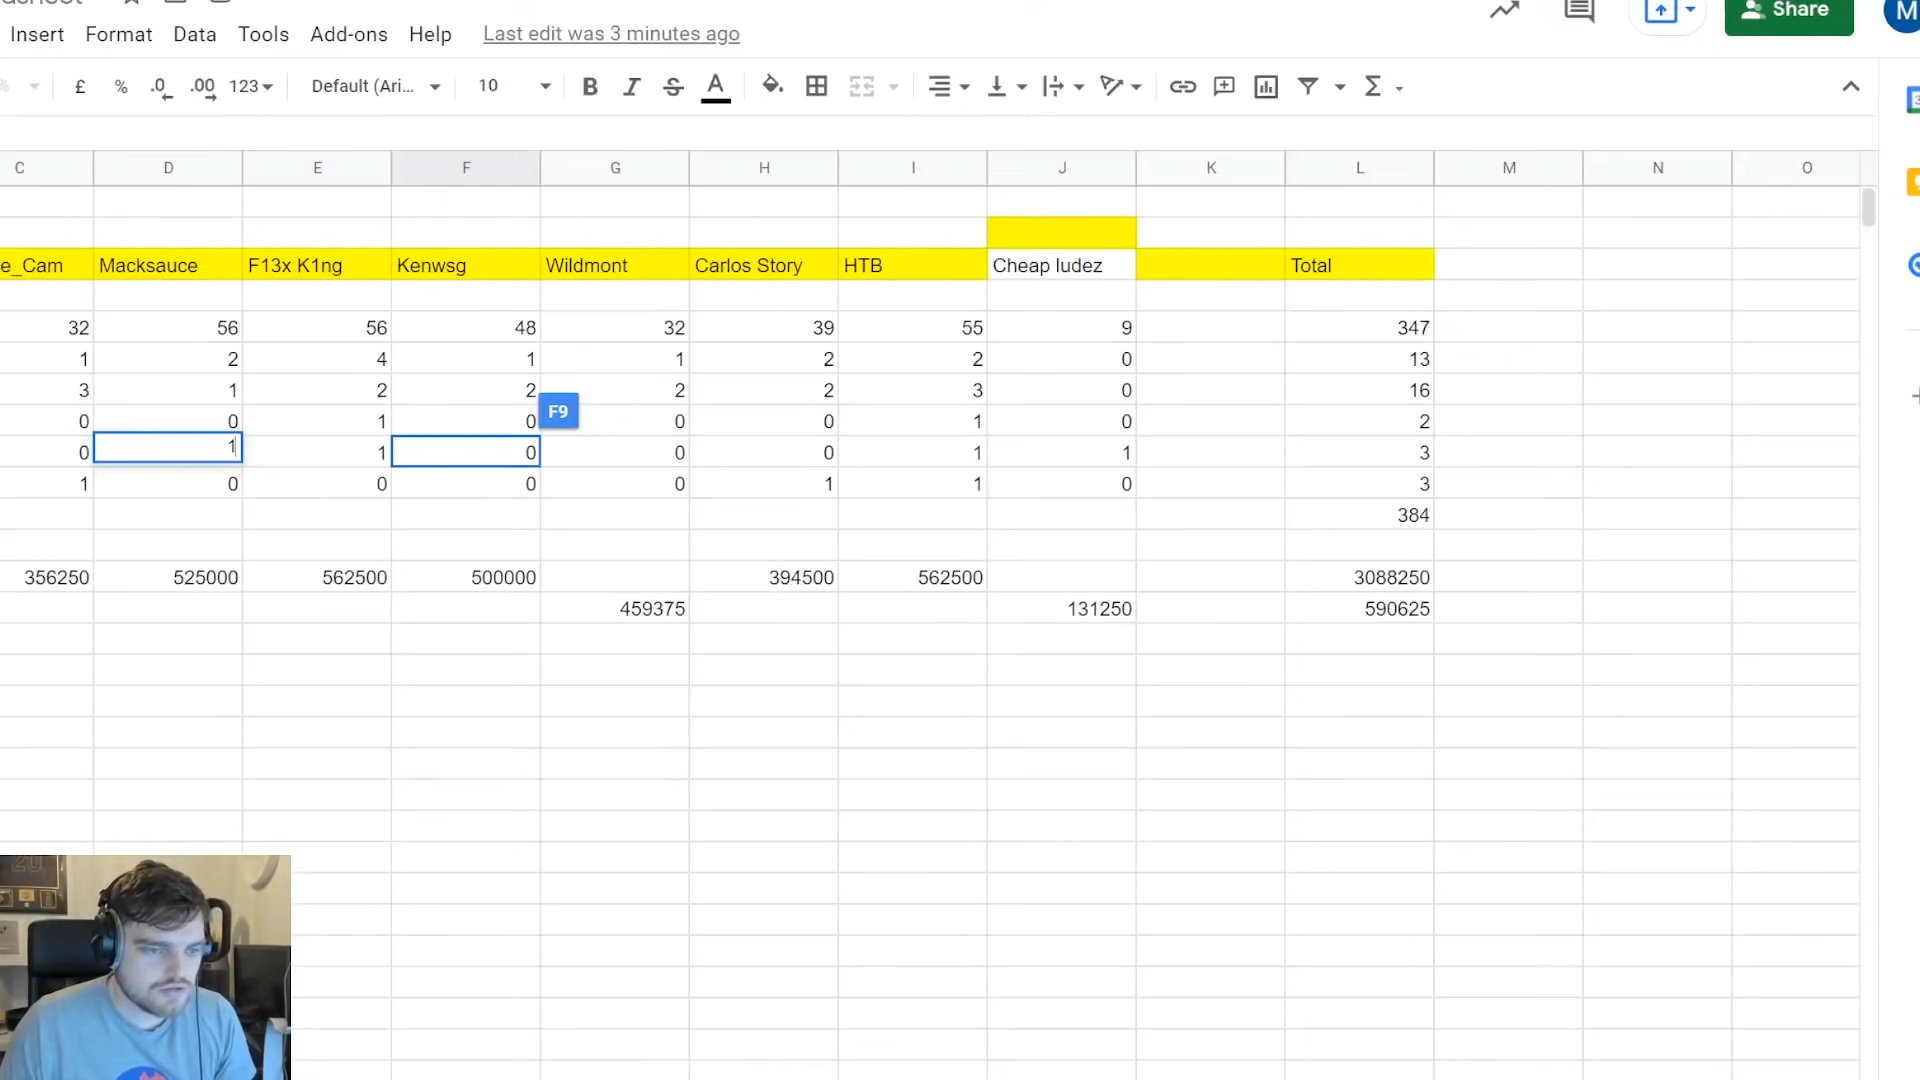 Insert Format Data Tools Add-ons Help Last edit was 3 minutes ago Share M
£ % .0 .00 123 Default (Ari... 10 B I S A Σ
C D E F G H I J K L M N O
e_Cam Macksauce F13x K1ng Kenwsg Wildmont Carlos Story HTB Cheap ludez Total
32 56 56 48 32 39 55 9 347
1 2 4 1 1 2 2 0 13
3 1 2 2 2 2 3 0 16
F9
0 0 1 0 0 0 1 0 2
0 1 1 0 0 0 1 1 3
1 0 0 0 0 1 1 0 3
384
356250 525000 562500 500000 394500 562500 3088250
459375 131250 590625